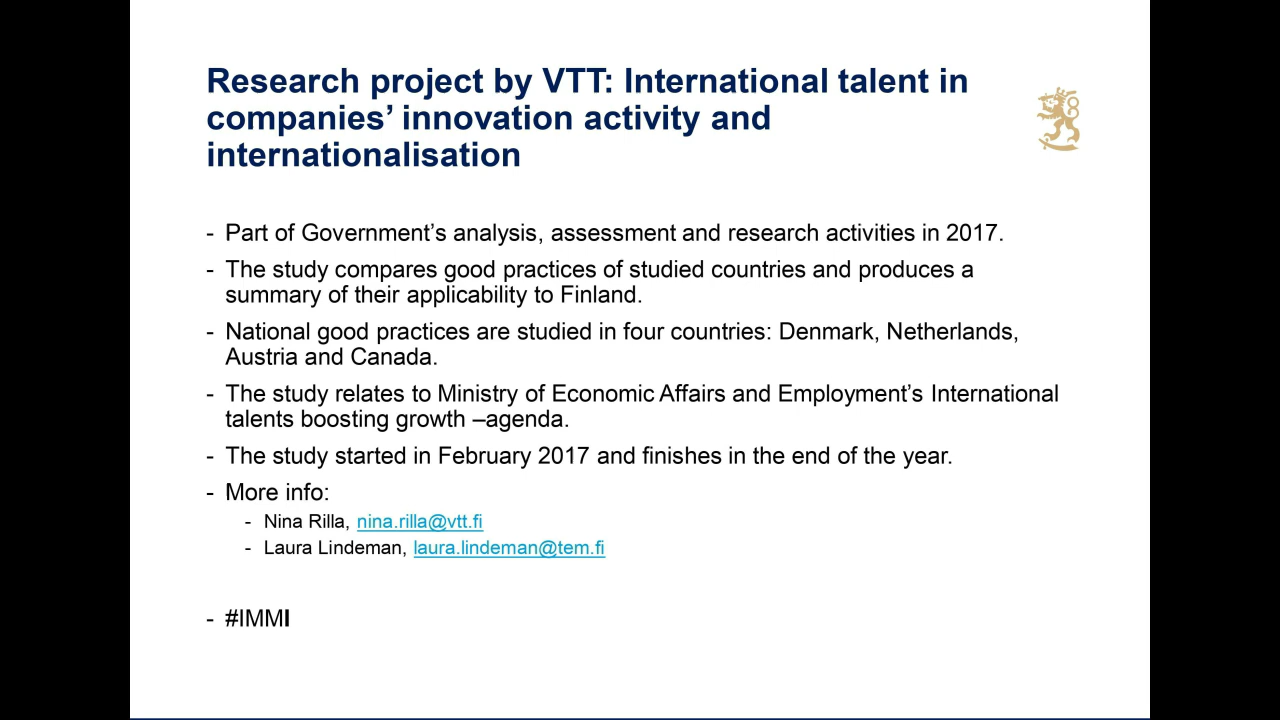 Research project by VTT: International talent in
companies’ innovation activity and
internationalisation
- Part of Government’s analysis, assessment and research activities in 2017.
- The study compares good practices of studied countries and produces a
summary of their applicability to Finland.
- National good practices are studied in four countries: Denmark, Netherlands,
Austria and Canada.
- The study relates to Ministry of Economic Affairs and Employment’s International
talents boosting growth –agenda.
- The study started in February 2017 and finishes in the end of the year.
- More info:
- Nina Rilla, nina.rilla@vtt.fi
- Laura Lindeman, laura.lindeman@tem.fi
- #IMMI